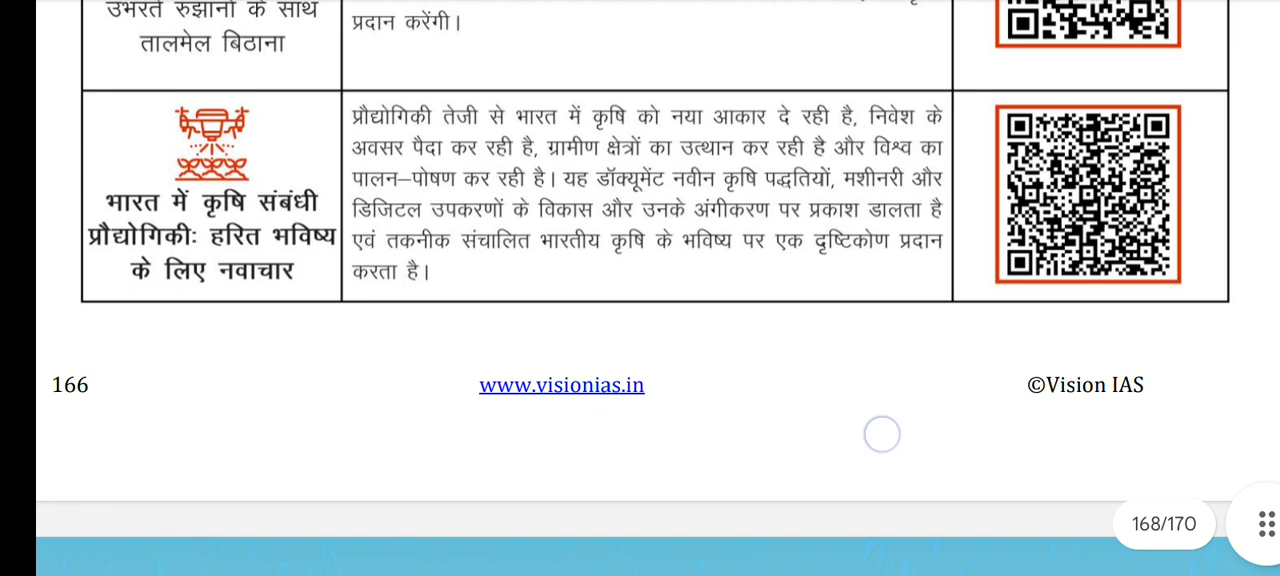 उभरते रुझानों के साथ
तालमेल बिठाना
प्रदान करेंगी।
भारत में कृषि संबंधी
प्रौद्योगिकीः हरित भविष्य
के लिए नवाचार
प्रौद्योगिकी तेजी से भारत में कृषि को नया आकार दे रही है, निवेश के
अवसर पैदा कर रही है, ग्रामीण क्षेत्रों का उत्थान कर रही है और विश्व का
पालन–पोषण कर रही है। यह डॉक्यूमेंट नवीन कृषि पद्धतियों, मशीनरी और
डिजिटल उपकरणों के विकास और उनके अंगीकरण पर प्रकाश डालता है
एवं तकनीक संचालित भारतीय कृषि के भविष्य पर एक दृष्टिकोण प्रदान
करता है।
166
www.visionias.in
©Vision IAS
168/170